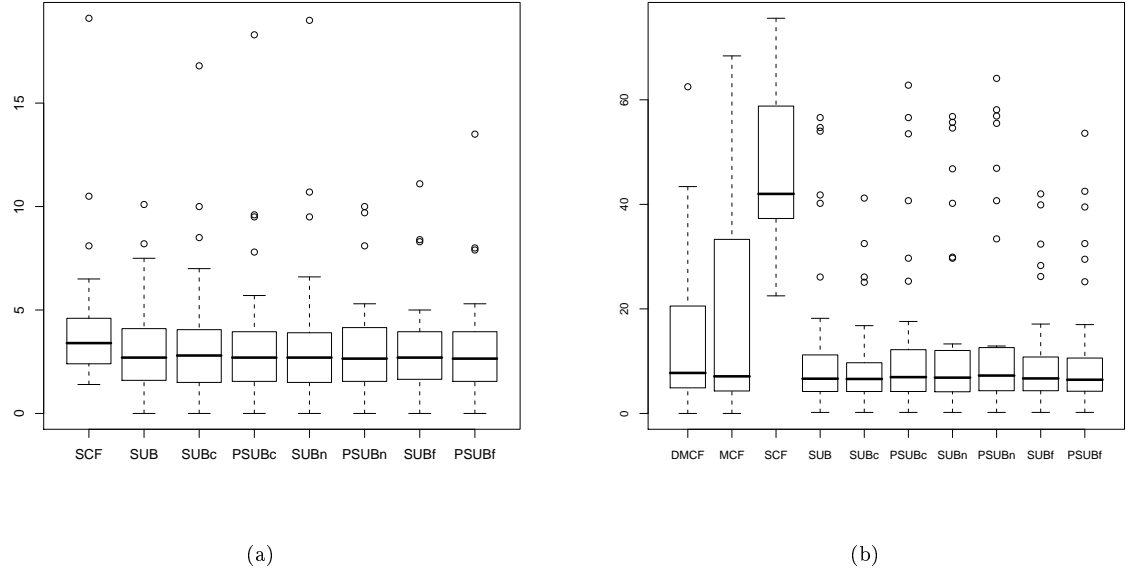 15
10
5
0
SCF SUB SUBc PSUBc SUBn PSUBn SUBf PSUBf
(a)
60
40
20
0
DMCF MCF SCF SUB SUBc PSUBc SUBn PSUBn SUBf PSUBf
(b)